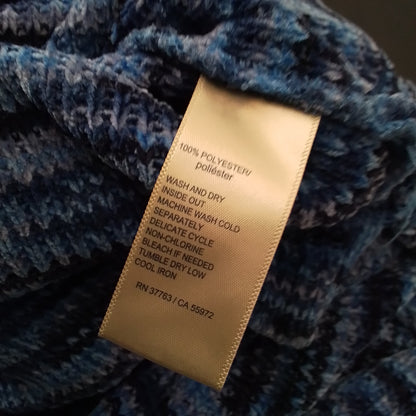 100% POLYESTER/
poliéster
WASH AND DRY
INSIDE OUT
MACHINE WASH COLD
SEPARATELY
DELICATE CYCLE
NON-CHLORINE
BLEACH IF NEEDED
TUMBLE DRY LOW
COOL IRON
RN 37763 / CA 55972